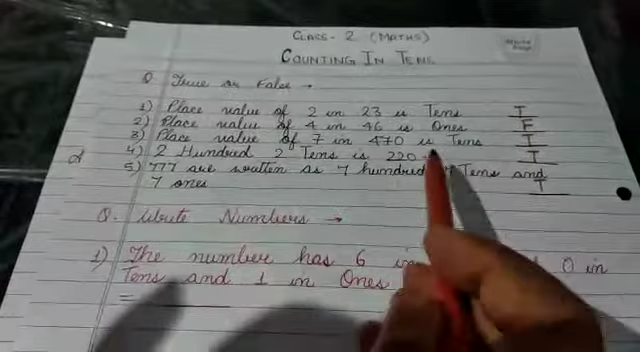 CLASS-2 (MATHS)
COUNTING IN TENS
Q True or False →
1) Place value of 2 in 23 is Tens T
2) Place value of 4 in 46 is Ones F
3) Place value of 7 in 470 is Tens T
4) 2 Hundred 2 Tens is 220. T
5) 777 are written as 7 hundred Tens and
7 ones T
Q. Write Numbers →
1) The number has 6 in 0 in
Tens and 1 in Ones
=